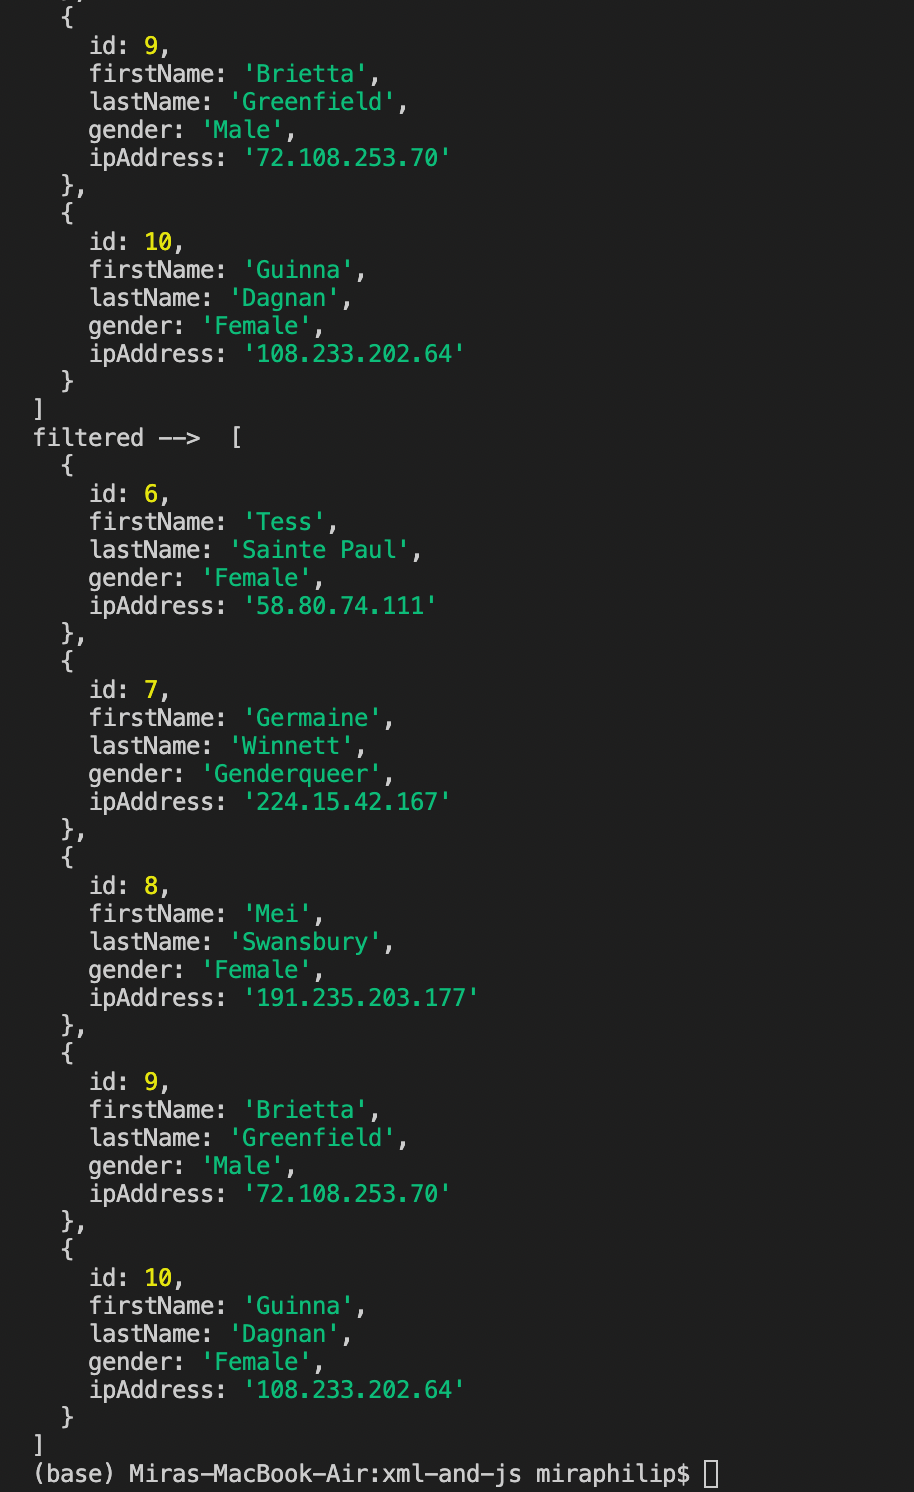 {
id: 9,
firstName: 'Brietta',
lastName: 'Greenfield',
gender: 'Male',
ipAddress: '72.108.253.70'
},
{
id: 10,
firstName: 'Guinna',
lastName: 'Dagnan',
gender: 'Female',
ipAddress: '108.233.202.64'
}
]
filtered --> [
{
id: 6,
firstName: 'Tess',
lastName: 'Sainte Paul',
gender: 'Female',
ipAddress: '58.80.74.111'
},
{
id: 7,
firstName: 'Germaine',
lastName: 'Winnett',
gender: 'Genderqueer',
ipAddress: '224.15.42.167'
},
{
id: 8,
firstName: 'Mei',
lastName: 'Swansbury',
gender: 'Female',
ipAddress: '191.235.203.177'
},
{
id: 9,
firstName: 'Brietta',
lastName: 'Greenfield',
gender: 'Male',
ipAddress: '72.108.253.70'
},
{
id: 10,
firstName: 'Guinna',
lastName: 'Dagnan',
gender: 'Female',
ipAddress: '108.233.202.64'
}
]
(base) Miras-MacBook-Air:xml-and-js miraphilip$